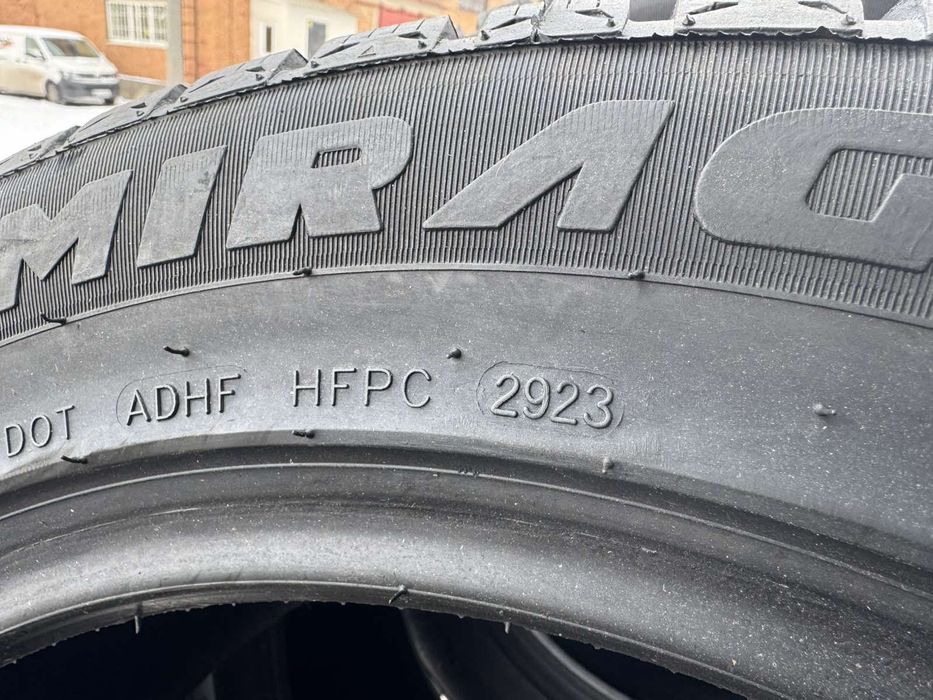 MIRAG
DOT ADHF HFPC 2923